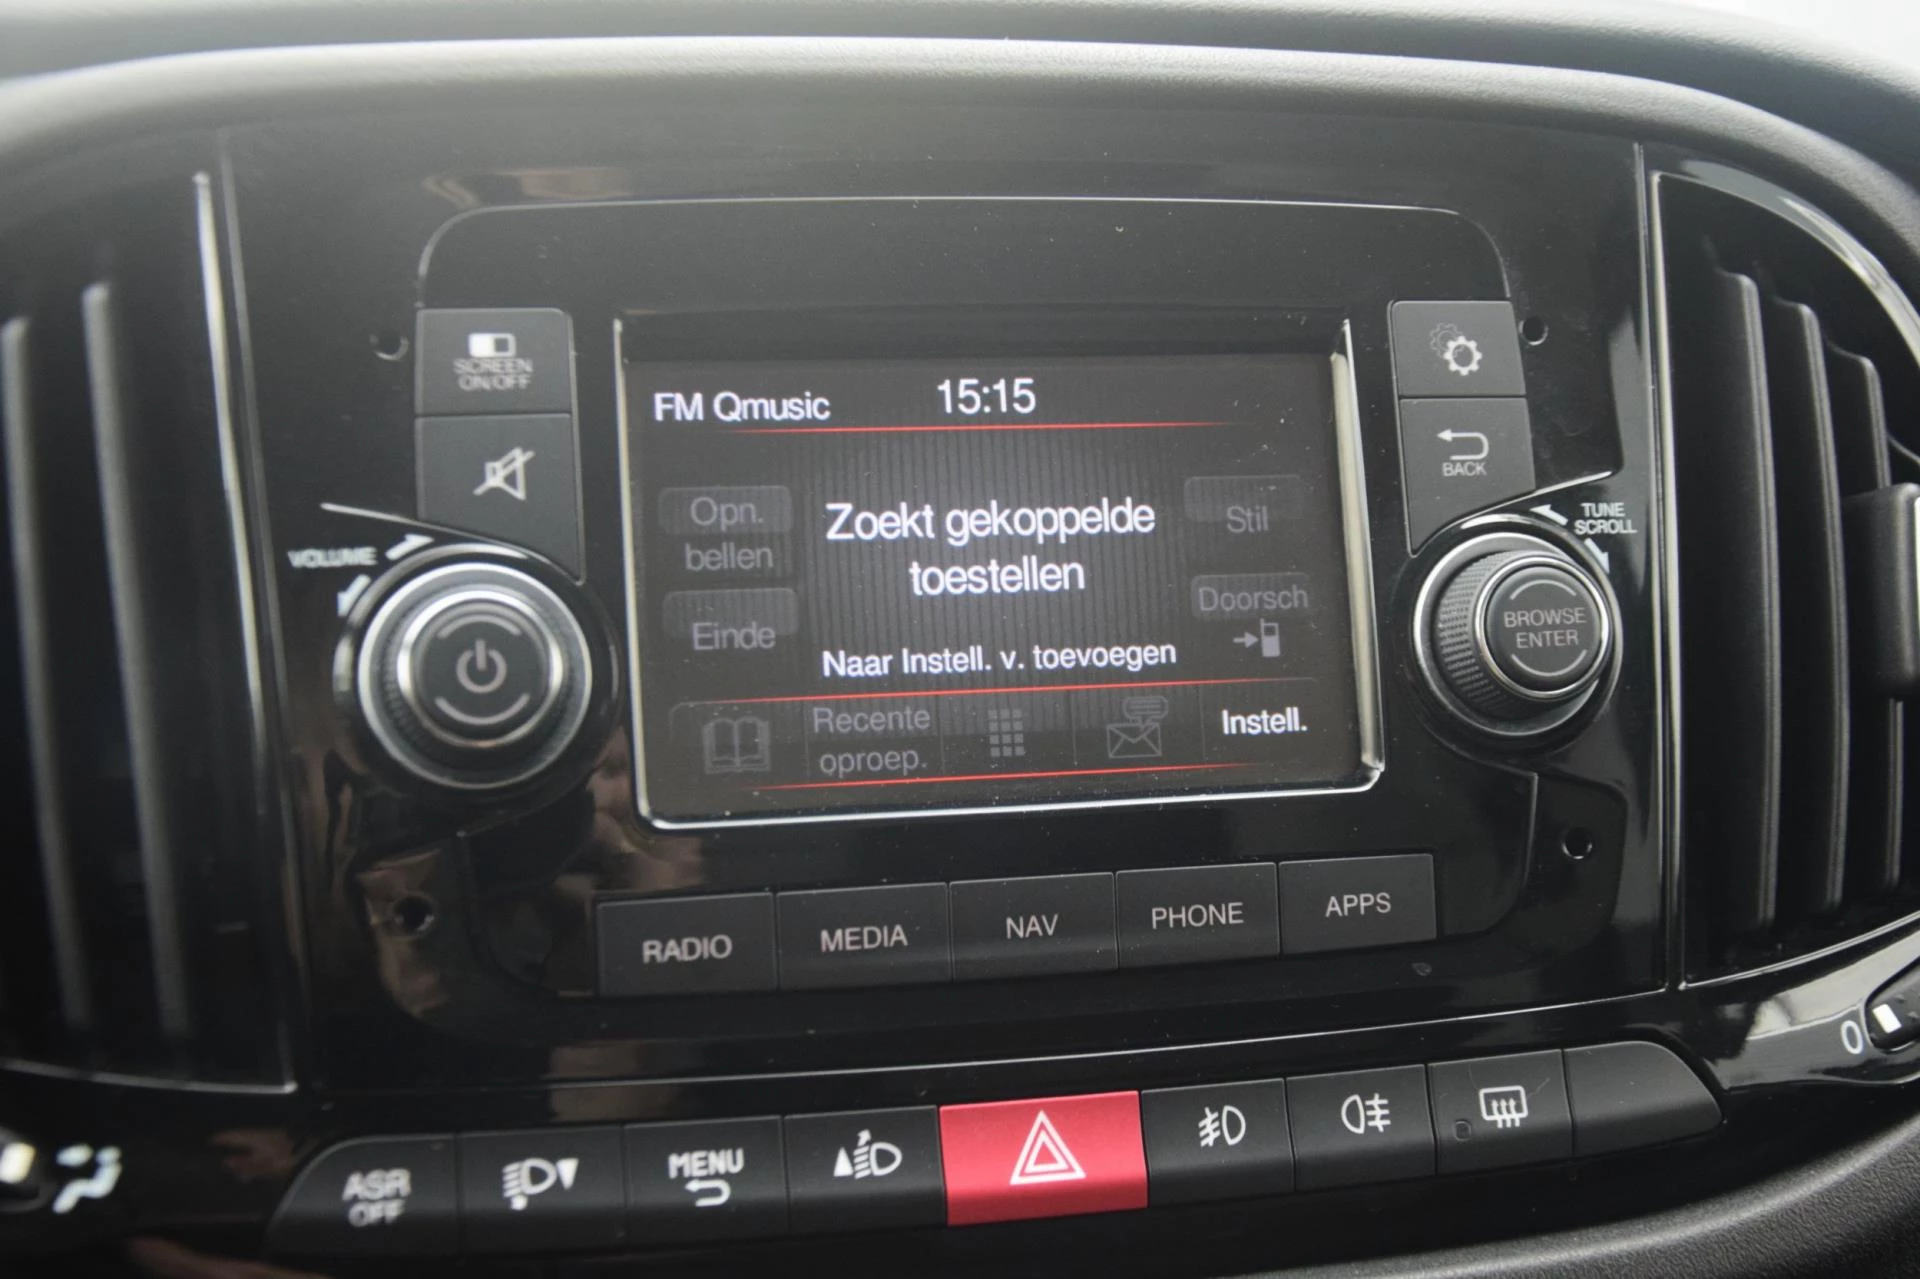 SCREEN
ON/OFF
VOLUME
FM Qmusic 15:15
Opn.
bellen
Zoekt gekoppelde
toestellen
Stil
Einde
Doorsch
Naar Instell. v. toevoegen
Recente
oproep.
Instell.
BACK
TUNE
SCROLL
BROWSE
ENTER
RADIO MEDIA NAV PHONE APPS
0
ASR
OFF
MENU